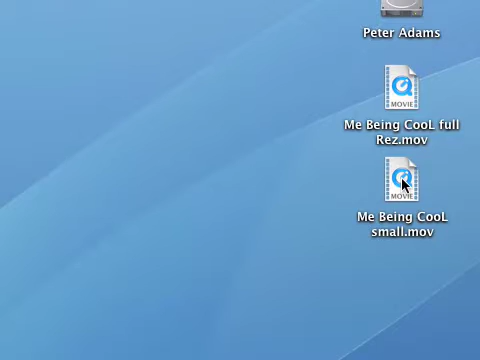 Peter Adams
MOVIE
Me Being CooL full
Rez.mov
MOVIE
Me Being CooL
small.mov